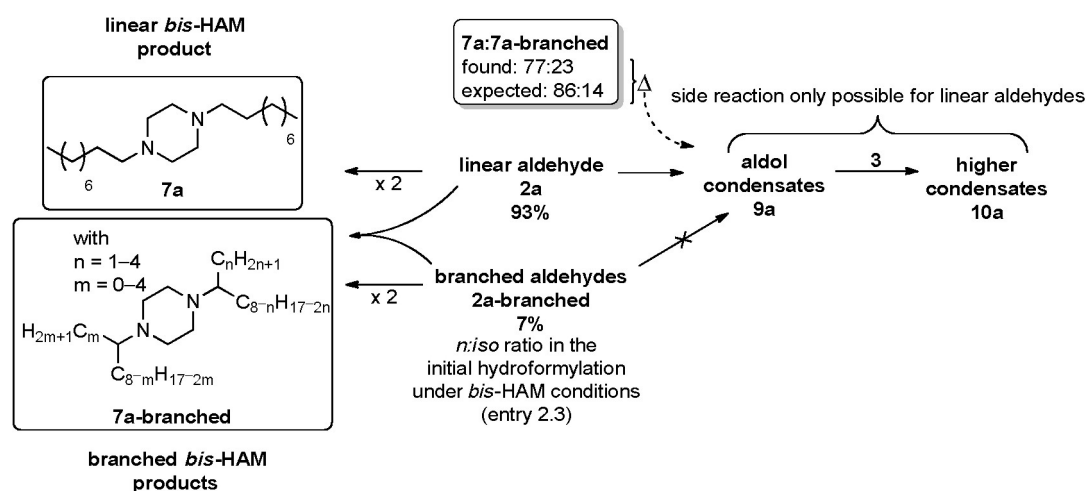 linear bis-HAM
product
N
N
6
6
7a
x 2
with
n = 1–4
m = 0–4
CnH2n+1
N
C8-nH17-2n
H2m+1Cm
N
C8-mH17-2m
7a-branched
x 2
branched bis-HAM
products
7a:7a-branched
found: 77:23
expected: 86:14
Δ
linear aldehyde
2a
93%
branched aldehydes
2a-branched
7%
n:iso ratio in the
initial hydroformylation
under bis-HAM conditions
(entry 2.3)
side reaction only possible for linear aldehydes
aldol
condensates
9a
3
higher
condensates
10a